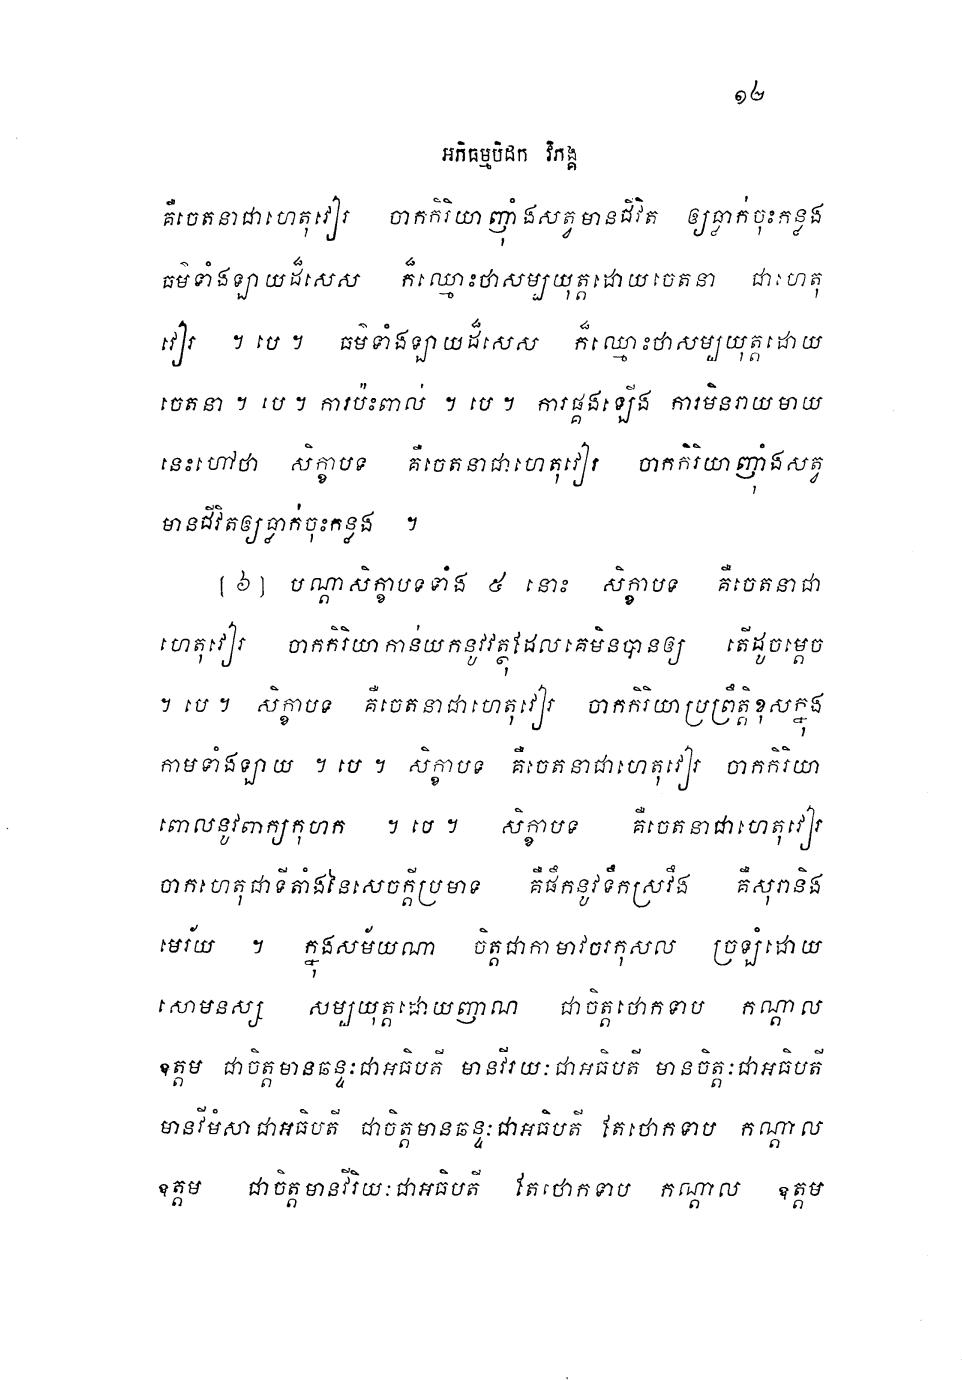 ១២
អភិធម្មបិដក វិភង្គ
គឺចេតនាជាហេតុវៀរ ចាកកិរិយាញុំាងសត្វមានជីវិត ឲ្យធ្លាក់ចុះកន្លង
ធម៌ទាំងឡាយដ៏សេស ក៏ឈ្មោះថាសម្បយុត្តដោយចេតនា ជាហេតុ
វៀរ ។ បេ ។ ធម៌ទាំងឡាយដ៏សេស ក៏ឈ្មោះថាសម្បយុត្តដោយ
ចេតនា ។ បេ ។ ការប៉ះពាល់ ។ បេ ។ ការផ្គងឡើង ការមិនរាយមាយ
នេះហៅថា សិក្ខាបទ គឺចេតនាជាហេតុវៀរ ចាកកិរិយាញុំាងសត្វ
មានជីវិតឲ្យធ្លាក់ចុះកន្លង ។
[ ៦ ] បណ្តាសិក្ខាបទទាំង ៥ នោះ សិក្ខាបទ គឺចេតនាជា
ហេតុវៀរ ចាកកិរិយាកាន់យកនូវវត្ថុដែលគេមិនបានឲ្យ តើដូចម្តេច
។ បេ ។ សិក្ខាបទ គឺចេតនាជាហេតុវៀរ ចាកកិរិយាប្រព្រឹត្តិខុសក្នុង
កាមទាំងឡាយ ។ បេ ។ សិក្ខាបទ គឺចេតនាជាហេតុវៀរ ចាកកិរិយា
ពោលនូវពាក្យកុហក ។ បេ ។ សិក្ខាបទ គឺចេតនាជាហេតុវៀរ
ចាកហេតុជាទីតាំងនៃសេចក្តីប្រមាទ គឺផឹកនូវទឹកស្រវឹង គឺសុរានិង
មេរ័យ ។ ក្នុងសម័យណា ចិត្តជាកាមាវចរកុសល ច្រឡំដោយ
សោមនស្ស សម្បយុត្តដោយញាណ ជាចិត្តថោកទាប កណ្តាល
ឧត្តម ជាចិត្តមានឆន្ទៈជាអធិបតី មានវីរយៈជាអធិបតី មានចិត្តៈជាអធិបតី
មានវីមំសាជាអធិបតី ជាចិត្តមានឆន្ទៈជាអធិបតី តែថោកទាប កណ្តាល
ឧត្តម ជាចិត្តមានវីរិយៈជាអធិបតី តែថោកទាប កណ្តាល ឧត្តម